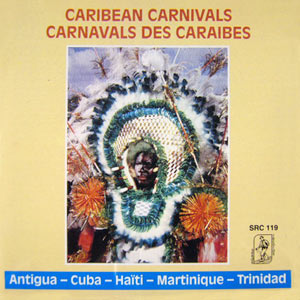 CARIBEAN CARNIVALS
CARNAVALS DES CARAIBES
SRC 119
Antigua – Cuba – Haïti – Martinique – Trinidad